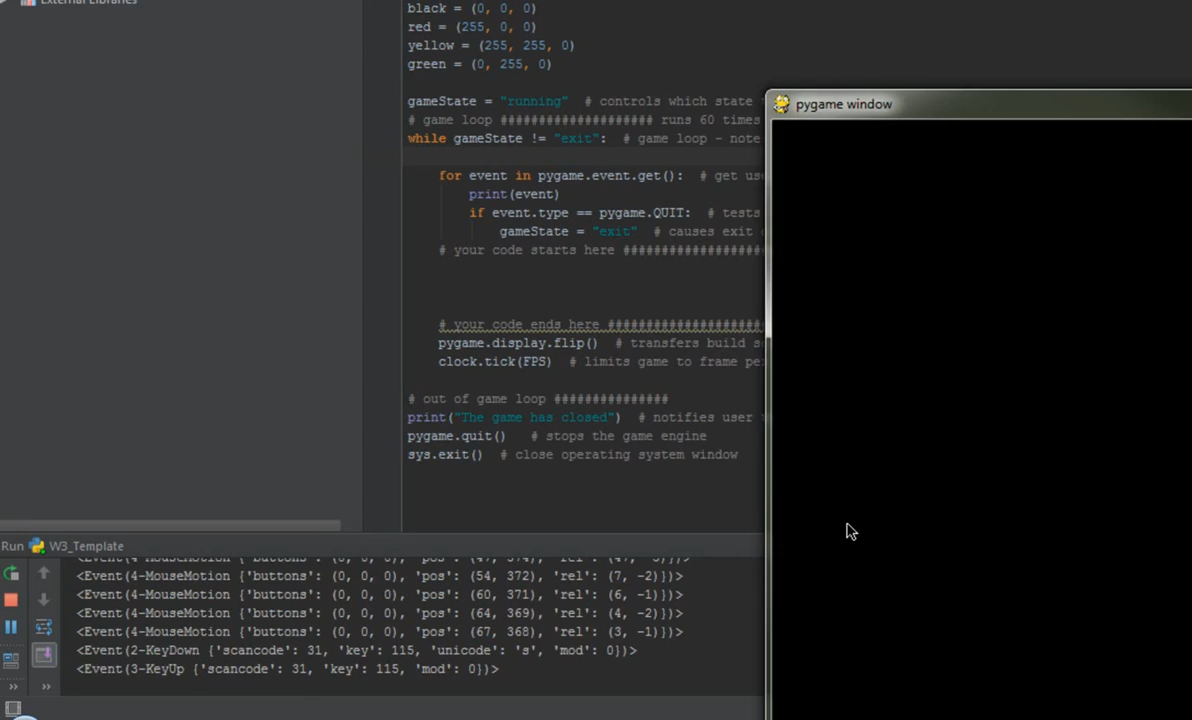 External Libraries
black = (0, 0, 0)
red = (255, 0, 0)
yellow = (255, 255, 0)
green = (0, 255, 0)
gameState = "running"  # controls which state
# game loop #################### runs 60 times
while gameState != "exit":  # game loop - note
for event in pygame.event.get():  # get
print(event)
if event.type == pygame.QUIT:  # tests
gameState = "exit"  # causes exit
# your code starts here ##################
# your code ends here ####################
pygame.display.flip()  # transfers build
clock.tick(FPS)  # limits game to frame
# out of game loop ###############
print("The game has closed")  # notifies user
pygame.quit()   # stops the game engine
sys.exit()  # close operating system window
pygame window
Run W3_Template
<Event(4-MouseMotion {'buttons': (0, 0, 0), 'pos': (47, 374), 'rel': (47, -3)})>
<Event(4-MouseMotion {'buttons': (0, 0, 0), 'pos': (54, 372), 'rel': (7, -2)})>
<Event(4-MouseMotion {'buttons': (0, 0, 0), 'pos': (60, 371), 'rel': (6, -1)})>
<Event(4-MouseMotion {'buttons': (0, 0, 0), 'pos': (64, 369), 'rel': (4, -2)})>
<Event(4-MouseMotion {'buttons': (0, 0, 0), 'pos': (67, 368), 'rel': (3, -1)})>
<Event(2-KeyDown {'scancode': 31, 'key': 115, 'unicode': 's', 'mod': 0})>
<Event(3-KeyUp {'scancode': 31, 'key': 115, 'mod': 0})>